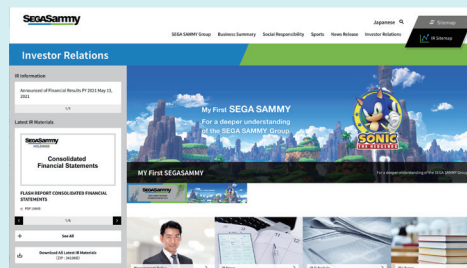 SEGASammy
Japanese
Sitemap
SEGA SAMMY Group Business Summary Social Responsibility Sports News Release Investor Relations
IR Sitemap
Investor Relations
IR Information
Announced of Financial Results FY 2021 May 13,
2021
Latest IR Materials
SEGASammy
HOLDINGS
Consolidated
Financial Statements
FLASH REPORT CONSOLIDATED FINANCIAL
STATEMENTS
1/6
See All
Download All Latest IR Materials
My First SEGA SAMMY
For a deeper understanding
of the SEGA SAMMY Group
SONIC
THE HEDGEHOG
MY First SEGASAMMY
For a deeper understanding of the SEGA SAMMY
SEGASammy